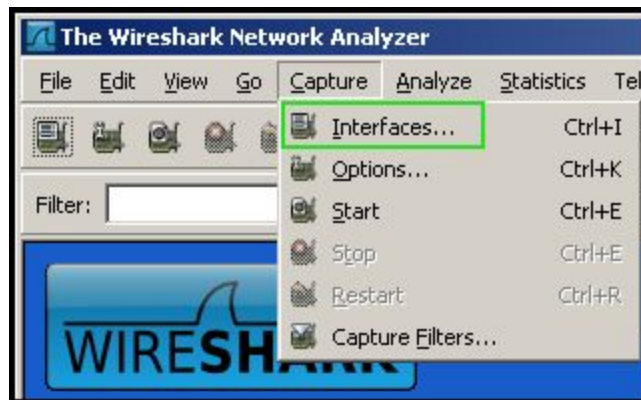 The Wireshark Network Analyzer
File Edit View Go Capture Analyze Statistics Tel
Interfaces... Ctrl+I
Options... Ctrl+K
Filter:
Start Ctrl+E
Stop Ctrl+E
Restart Ctrl+R
Capture Filters...
WIRESHARK